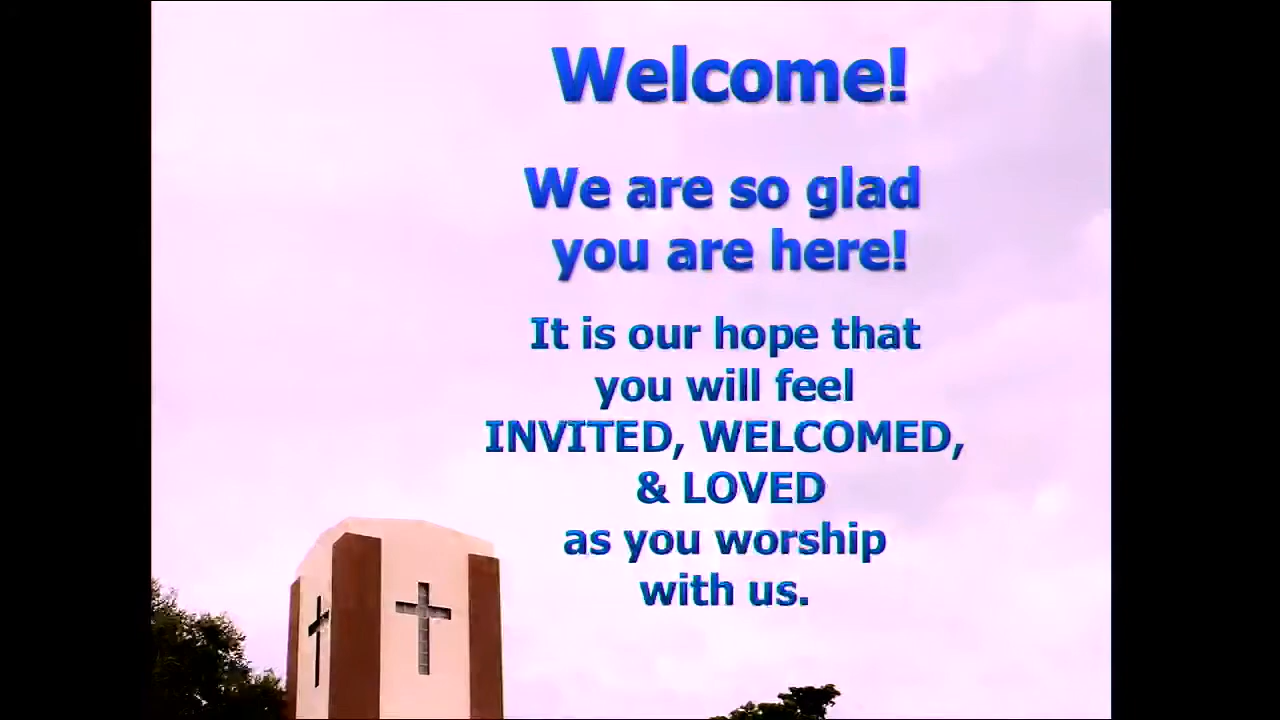 Welcome!
We are so glad
you are here!
It is our hope that
you will feel
INVITED, WELCOMED,
& LOVED
as you worship
with us.